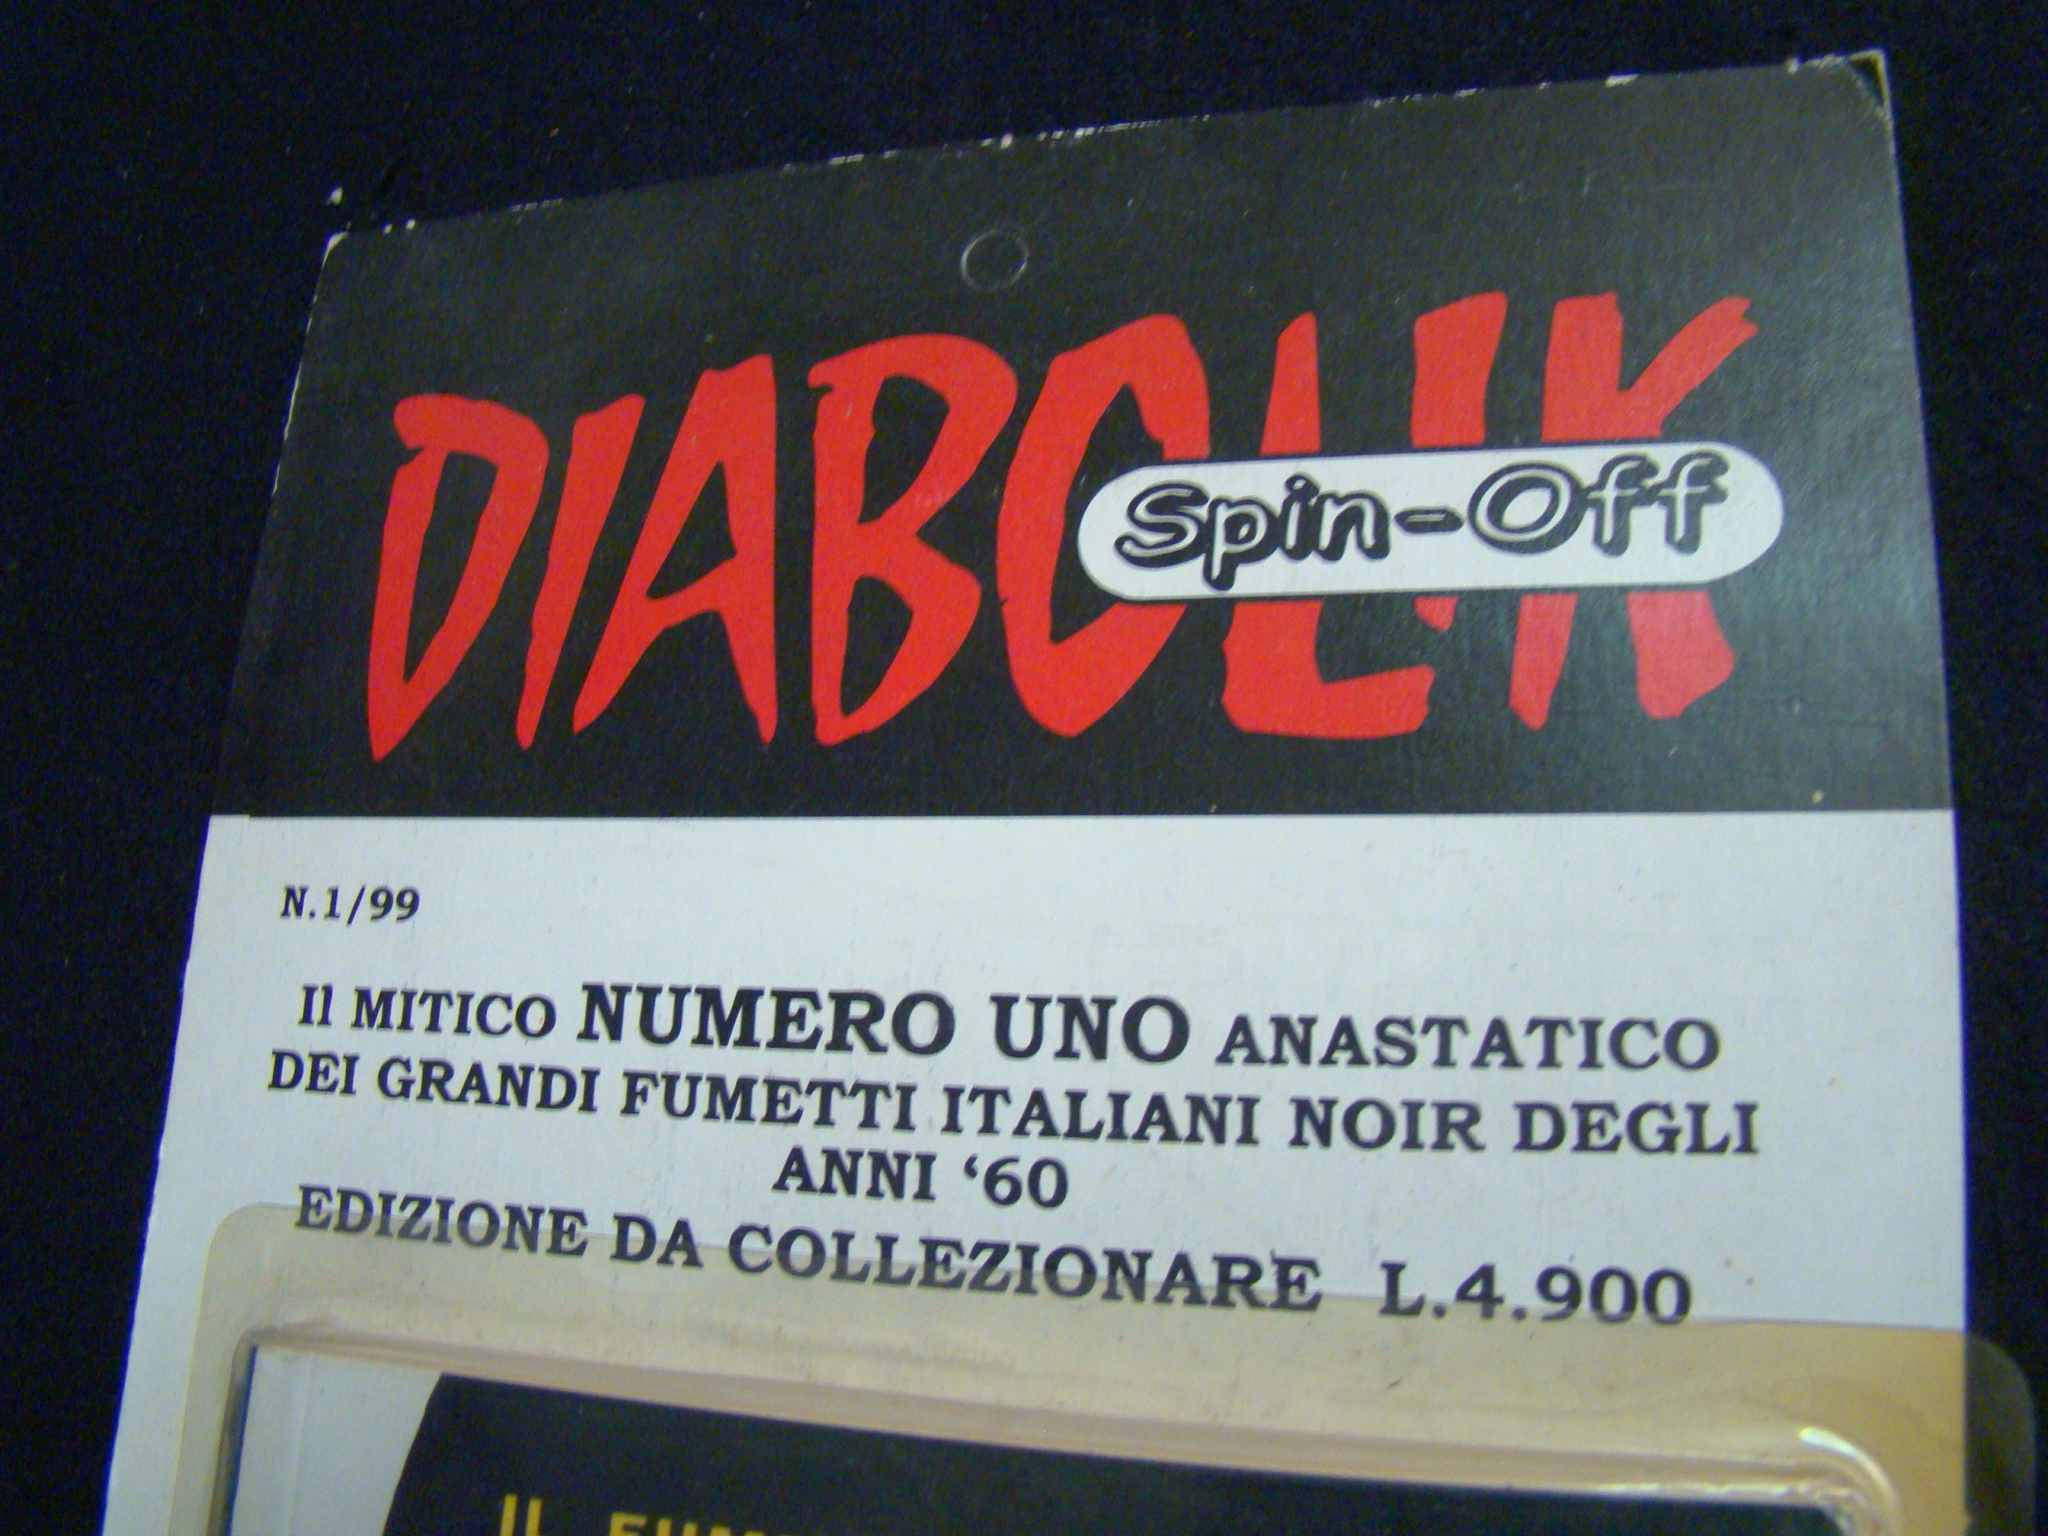 DIABOLIK
Spin-Off
N.1/99
Il MITICO NUMERO UNO ANASTATICO
DEI GRANDI FUMETTI ITALIANI NOIR DEGLI
ANNI ‘60
EDIZIONE DA COLLEZIONARE L.4.900
IL